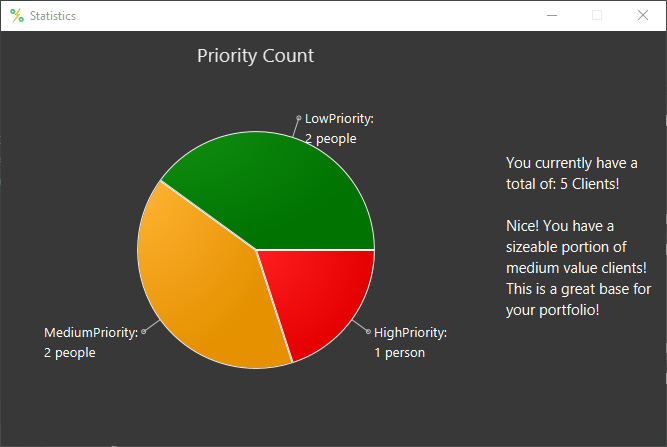 Statistics
Priority Count
LowPriority:
2 people
You currently have a
total of: 5 Clients!
Nice! You have a
sizeable portion of
medium value clients!
This is a great base for
your portfolio!
MediumPriority:
2 people
HighPriority:
1 person